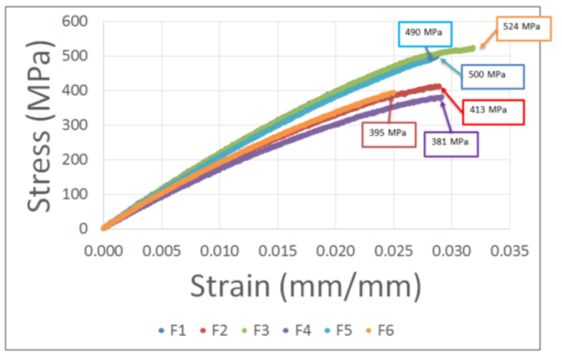 600
490 MPa
524 MPa
500
500 MPa
400
413 MPa
395 MPa
381 MPa
300
200
100
0
Stress (MPa)
0.000 0.005 0.010 0.015 0.020 0.025 0.030 0.035
Strain (mm/mm)
F1 F2 F3 F4 F5 F6